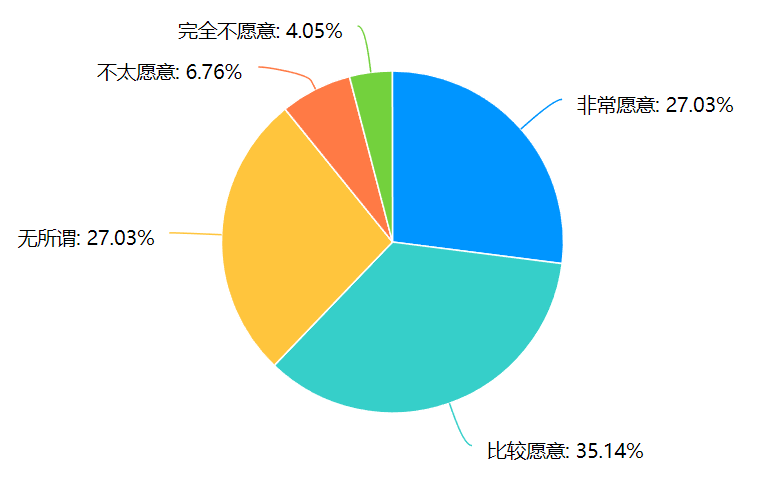 完全不愿意: 4.05%
不太愿意: 6.76%
非常愿意: 27.03%
无所谓: 27.03%
比较愿意: 35.14%